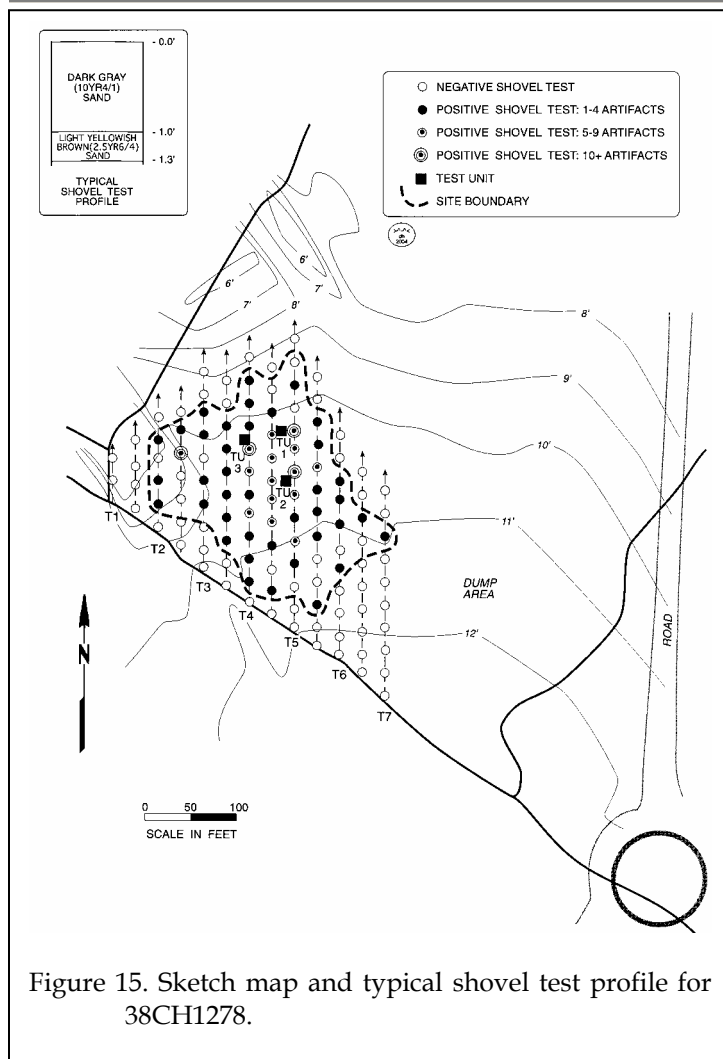 - 0.0'
DARK GRAY
(10YR4/1)
SAND
- 1.0'
LIGHT YELLOWISH
BROWN(2.5YR6/4)
SAND
- 1.3'
TYPICAL
SHOVEL TEST
PROFILE
NEGATIVE SHOVEL TEST
POSITIVE SHOVEL TEST: 1-4 ARTIFACTS
POSITIVE SHOVEL TEST: 5-9 ARTIFACTS
POSITIVE SHOVEL TEST: 10+ ARTIFACTS
TEST UNIT
SITE BOUNDARY
2004
6'
7'
6'
7'
8'
8'
9'
10'
11'
12'
TU
1
TU
3
TU
2
T1
T2
T3
T4
T5
T6
T7
DUMP
AREA
ROAD
N
0 50 100
SCALE IN FEET
Figure 15. Sketch map and typical shovel test profile for
38CH1278.